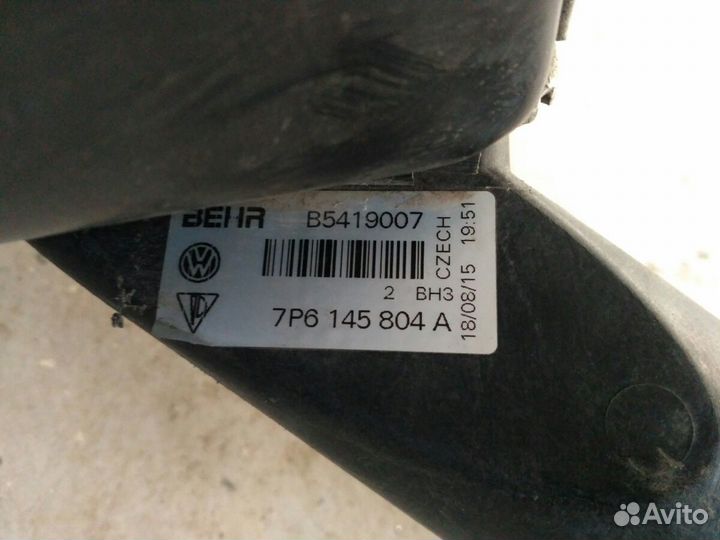 BEHR B5419007
2 BH3
7P6 145 804 A
CZECH
18/08/15 19:51
Avito